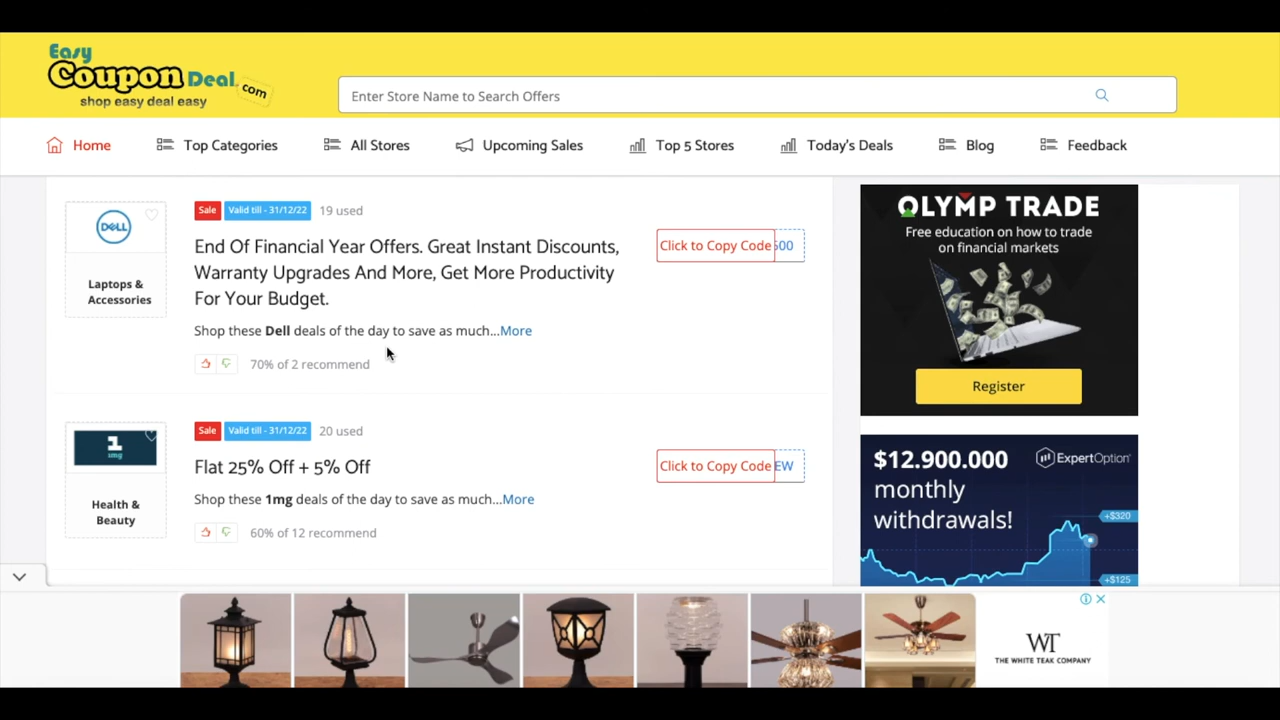 Easy
Coupon Deal.com
shop easy deal easy
Enter Store Name to Search Offers
Home
Top Categories
All Stores
Upcoming Sales
Top 5 Stores
Today's Deals
Blog
Feedback
DELL
Laptops &
Accessories
Sale
Valid till - 31/12/22
19 used
End Of Financial Year Offers. Great Instant Discounts,
Warranty Upgrades And More, Get More Productivity
For Your Budget.
Shop these Dell deals of the day to save as much...More
70% of 2 recommend
Click to Copy Code
1
mg
Health &
Beauty
Sale
Valid till - 31/12/22
20 used
Flat 25% Off + 5% Off
Shop these 1mg deals of the day to save as much...More
60% of 12 recommend
Click to Copy Code EW
OLYMP TRADE
Free education on how to trade
on financial markets
Register
$12.900.000
monthly
withdrawals!
ExpertOption
+$320
+$125
WT
THE WHITE TEAK COMPANY